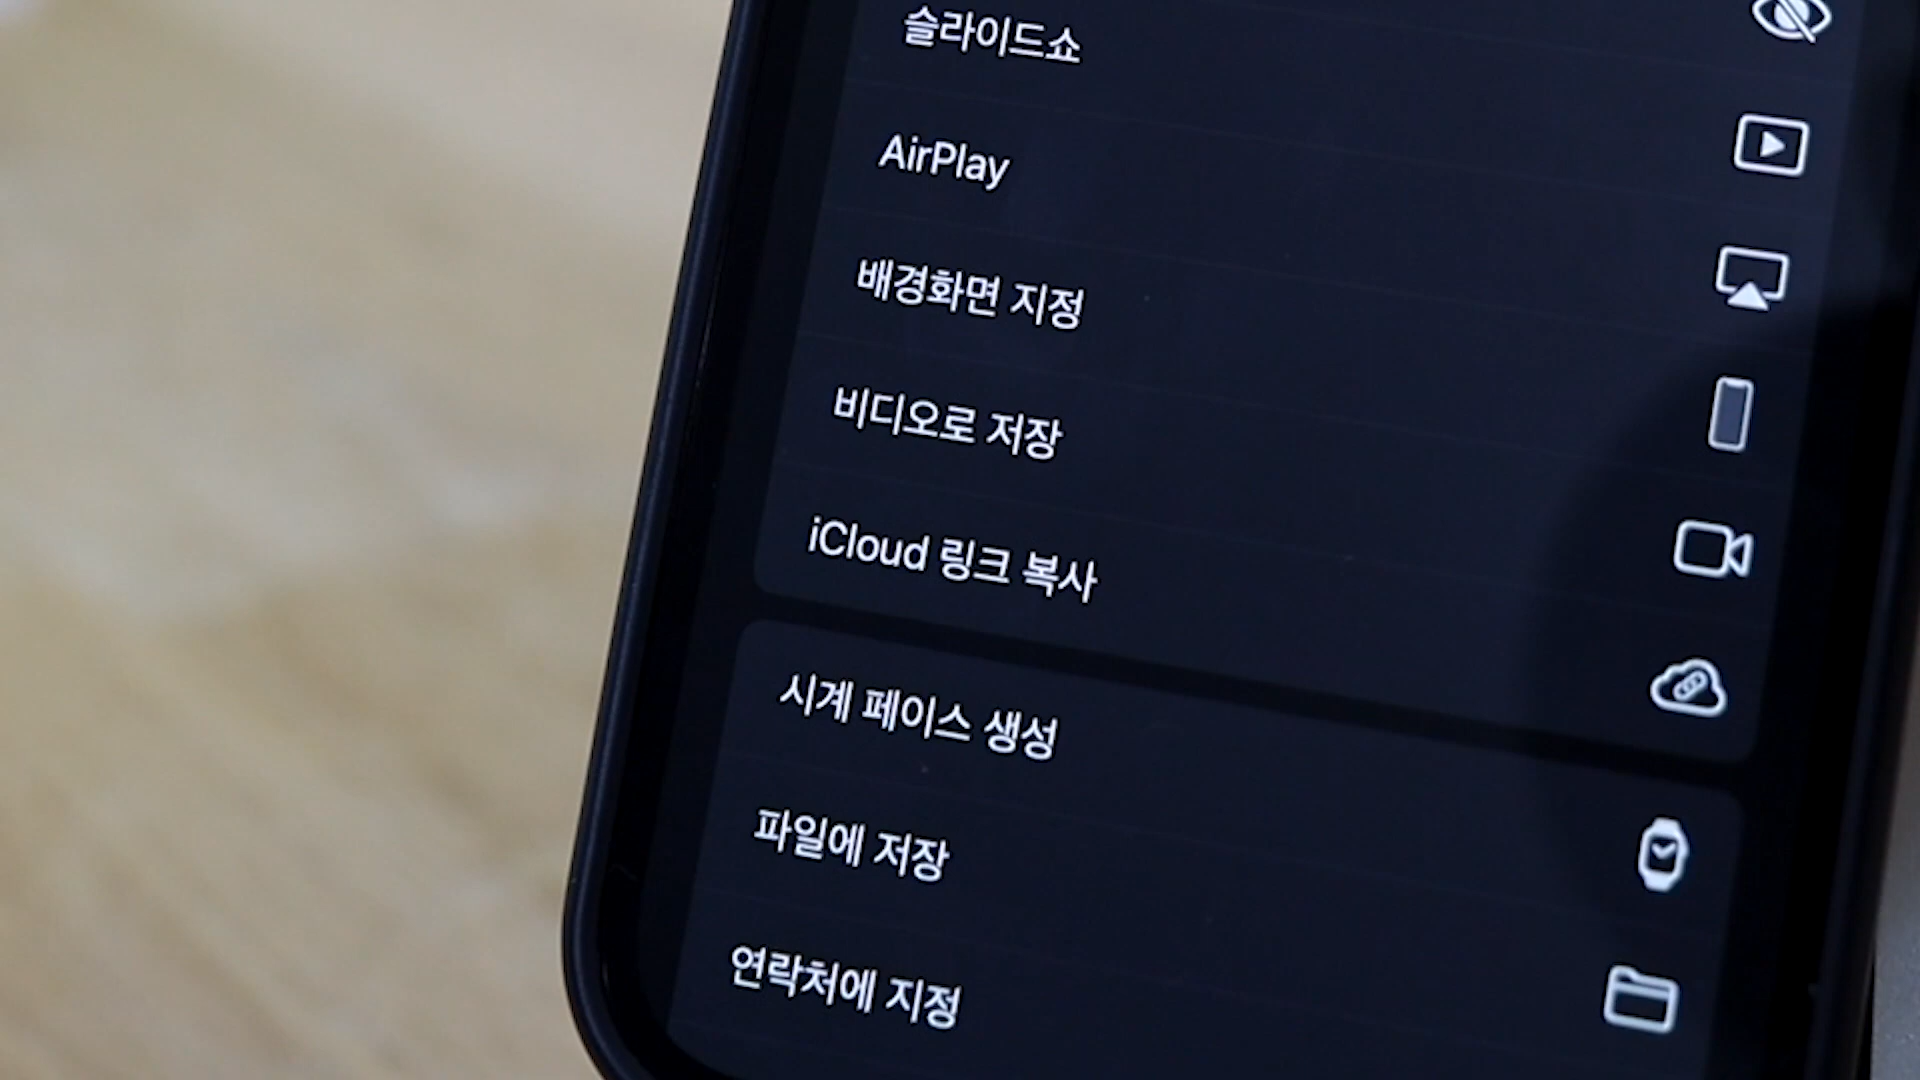 슬라이드쇼
AirPlay
배경화면 지정
비디오로 저장
iCloud 링크 복사
시계 페이스 생성
파일에 저장
연락처에 지정